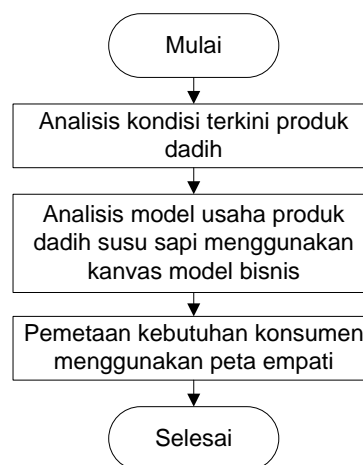 Mulai
Analisis kondisi terkini produk
dadih
Analisis model usaha produk
dadih susu sapi menggunakan
kanvas model bisnis
Pemetaan kebutuhan konsumen
menggunakan peta empati
Selesai